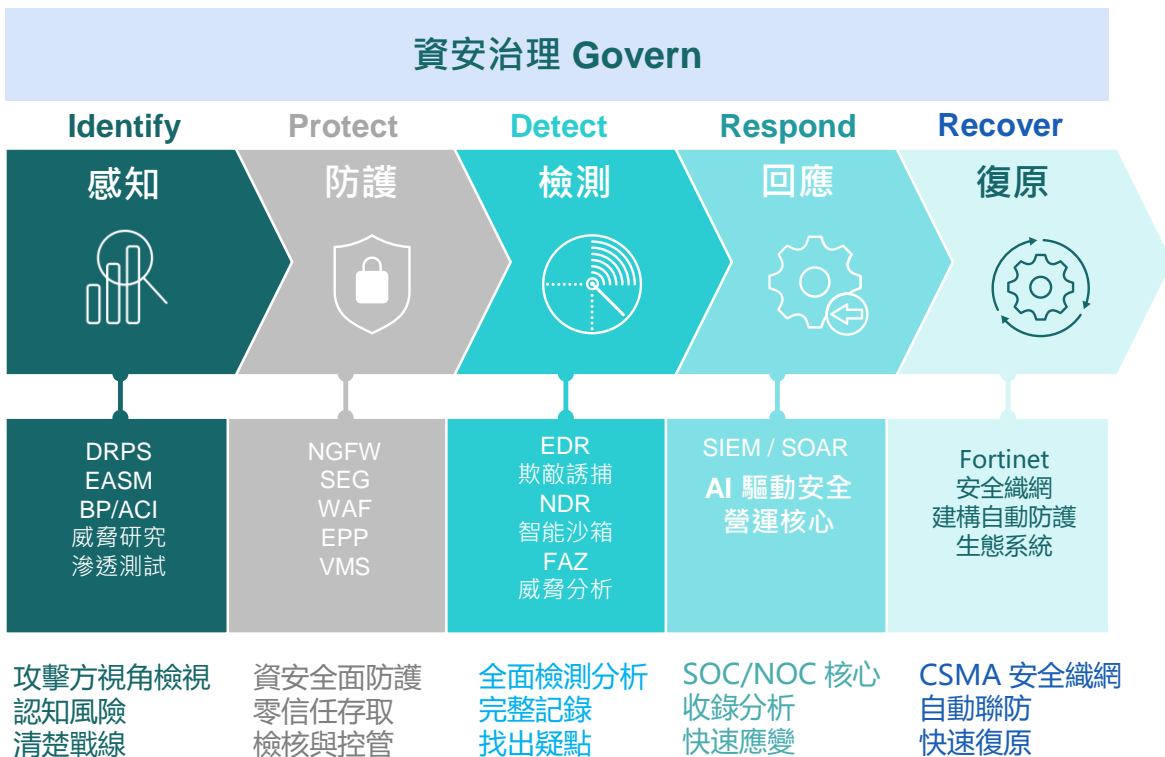 資安治理 Govern
Identify
Protect
Detect
Respond
Recover
感知
防護
檢測
回應
復原
DRPS
EASM
BP/ACI
威脅研究
滲透測試
NGFW
SEG
WAF
EPP
VMS
EDR
欺敵誘捕
NDR
智能沙箱
FAZ
威脅分析
SIEM / SOAR
AI 驅動安全
營運核心
Fortinet
安全織網
建構自動防護
生態系統
攻擊方視角檢視
認知風險
清楚戰線
資安全面防護
零信任存取
檢核與控管
全面檢測分析
完整記錄
找出疑點
SOC/NOC 核心
收錄分析
快速應變
CSMA 安全織網
自動聯防
快速復原